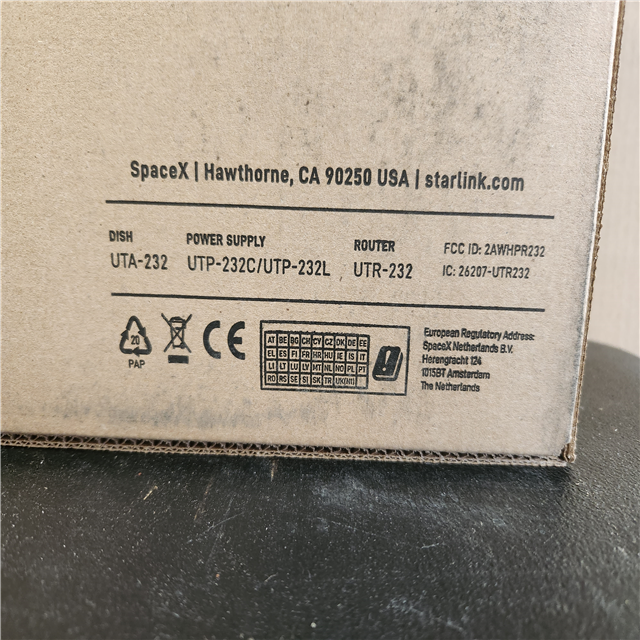 SpaceX | Hawthorne, CA 90250 USA | starlink.com
DISH
UTA-232
POWER SUPPLY
UTP-232C/UTP-232L
ROUTER
UTR-232
FCC ID: 2AWHPR232
IC: 26207-UTR232
20
PAP
CE
AT BE BG CH CY CZ DK DE EE
EL ES FI FR HR HU IE IS IT
LI LT LU LV MT NL NO PL PT
RO RS SE SI SK TR UK(NI)
European Regulatory Address:
SpaceX Netherlands B.V.
Herengracht 124
1015BT Amsterdam
The Netherlands